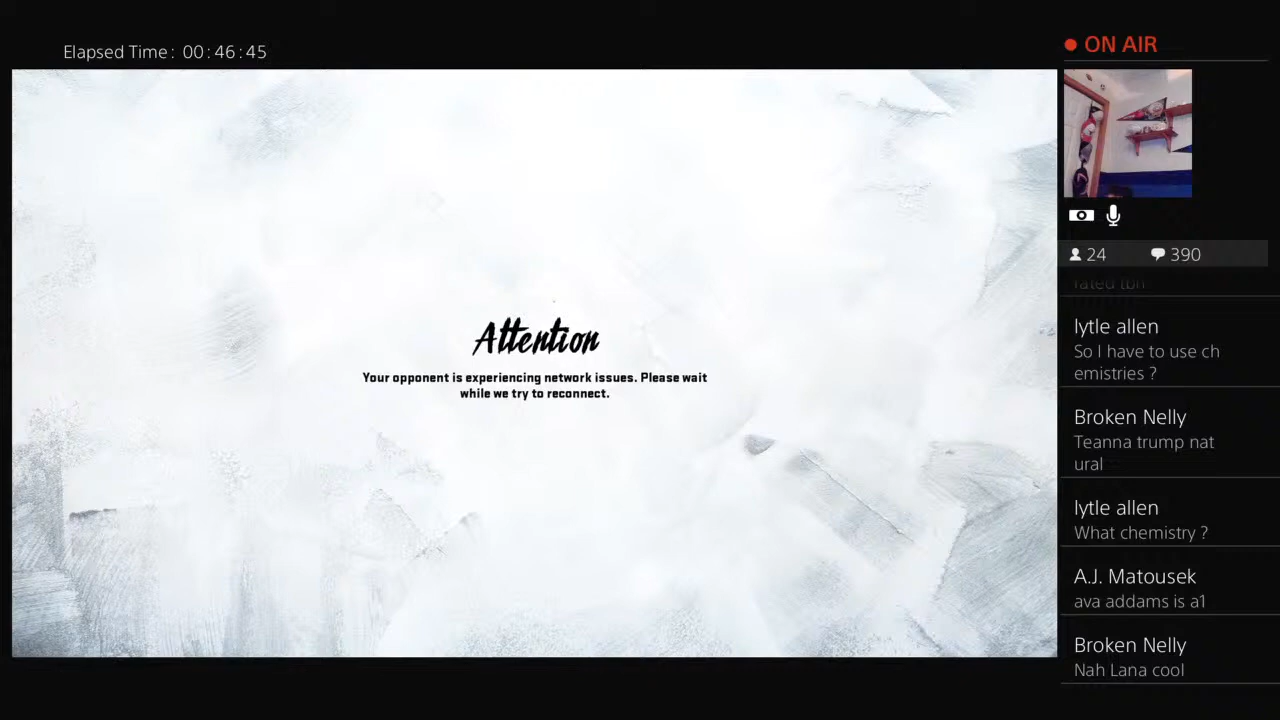 Elapsed Time: 00:46:45
ON AIR
24 390
rated tbh
lytle allen
So I have to use ch
emistries ?
Broken Nelly
Teanna trump nat
ural
lytle allen
What chemistry ?
A.J. Matousek
ava addams is a1
Broken Nelly
Nah Lana cool
Attention
Your opponent is experiencing network issues. Please wait
while we try to reconnect.